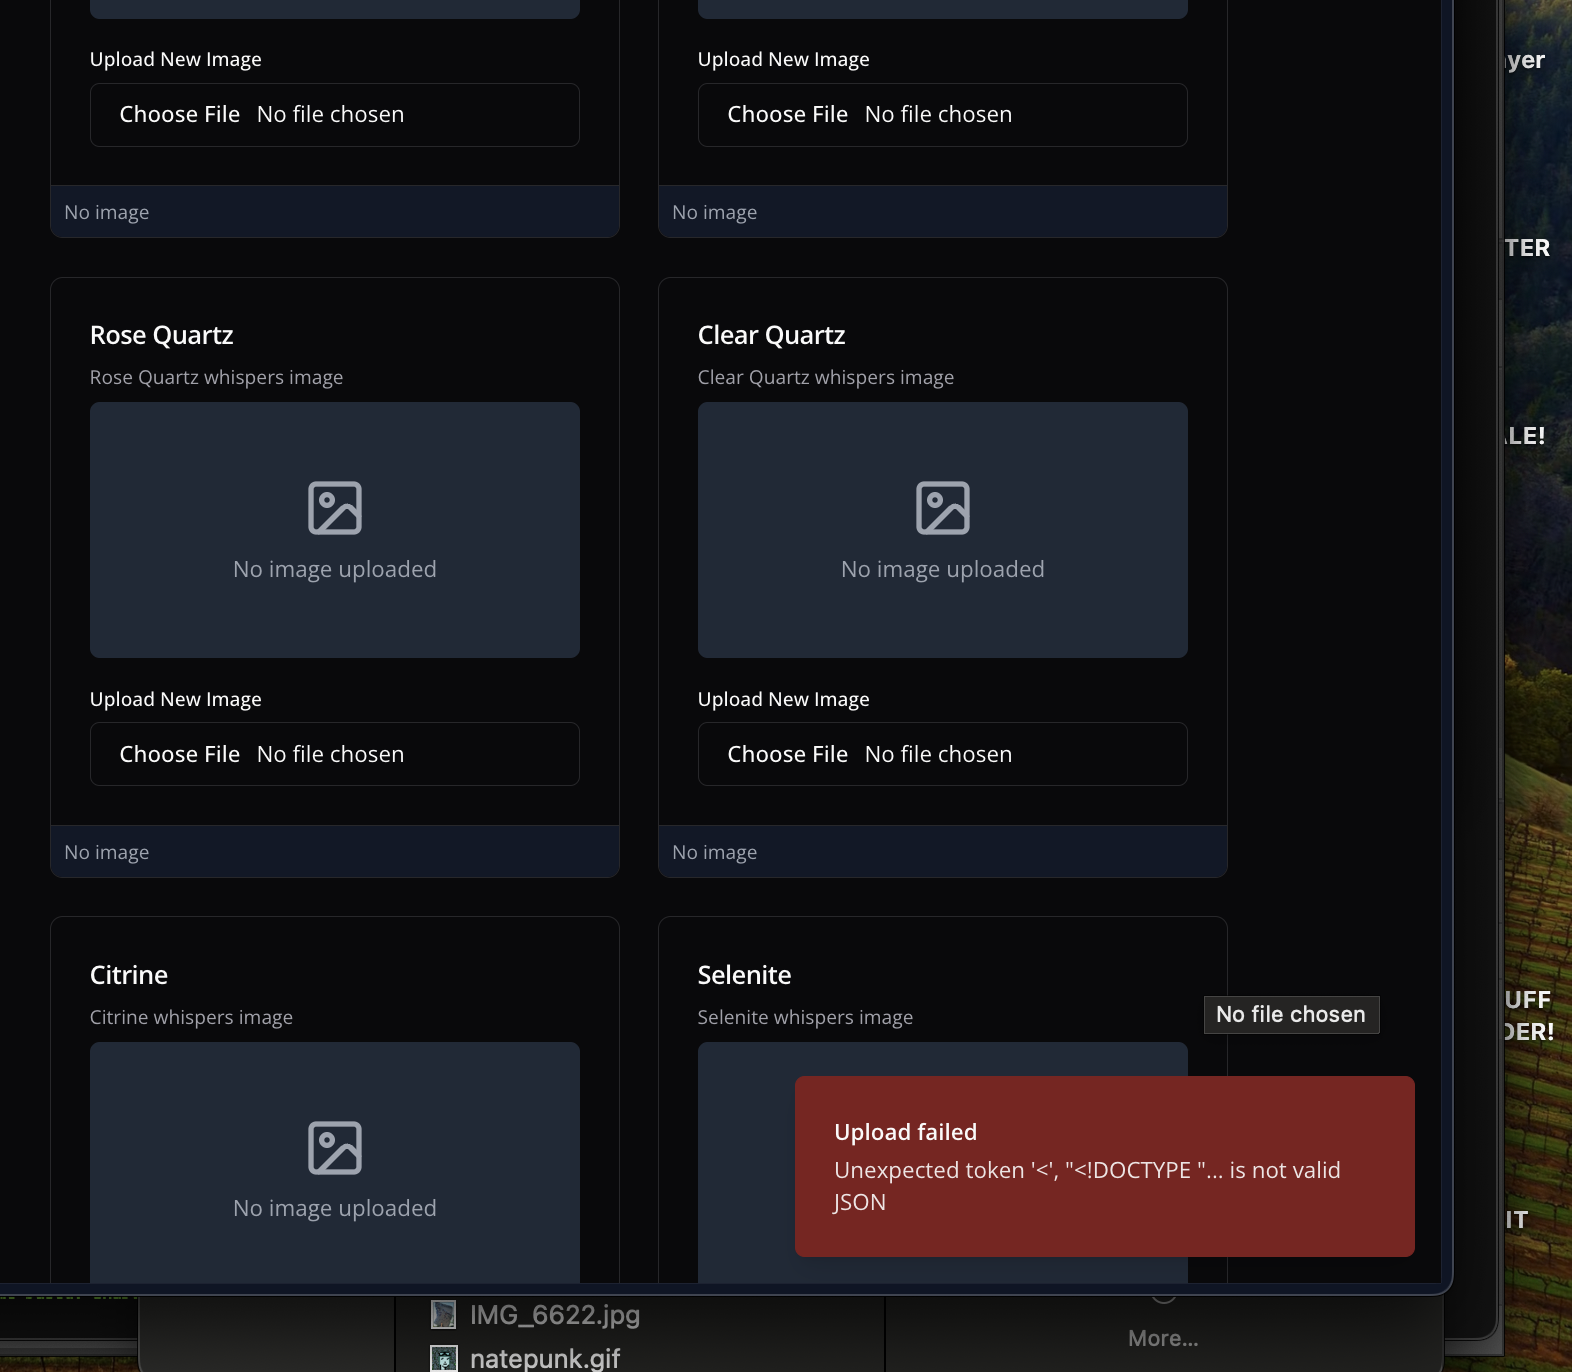 Upload New Image
Choose File No file chosen
No image
Upload New Image
Choose File No file chosen
No image
Rose Quartz
Rose Quartz whispers image
No image uploaded
Upload New Image
Choose File No file chosen
No image
Clear Quartz
Clear Quartz whispers image
No image uploaded
Upload New Image
Choose File No file chosen
No image
Citrine
Citrine whispers image
No image uploaded
Selenite
Selenite whispers image
No file chosen
Upload failed
Unexpected token '<', "<!DOCTYPE "... is not valid
JSON
IMG_6622.jpg
natepunk.gif
More...
yer
TER
LE!
UFF
DER!
IT